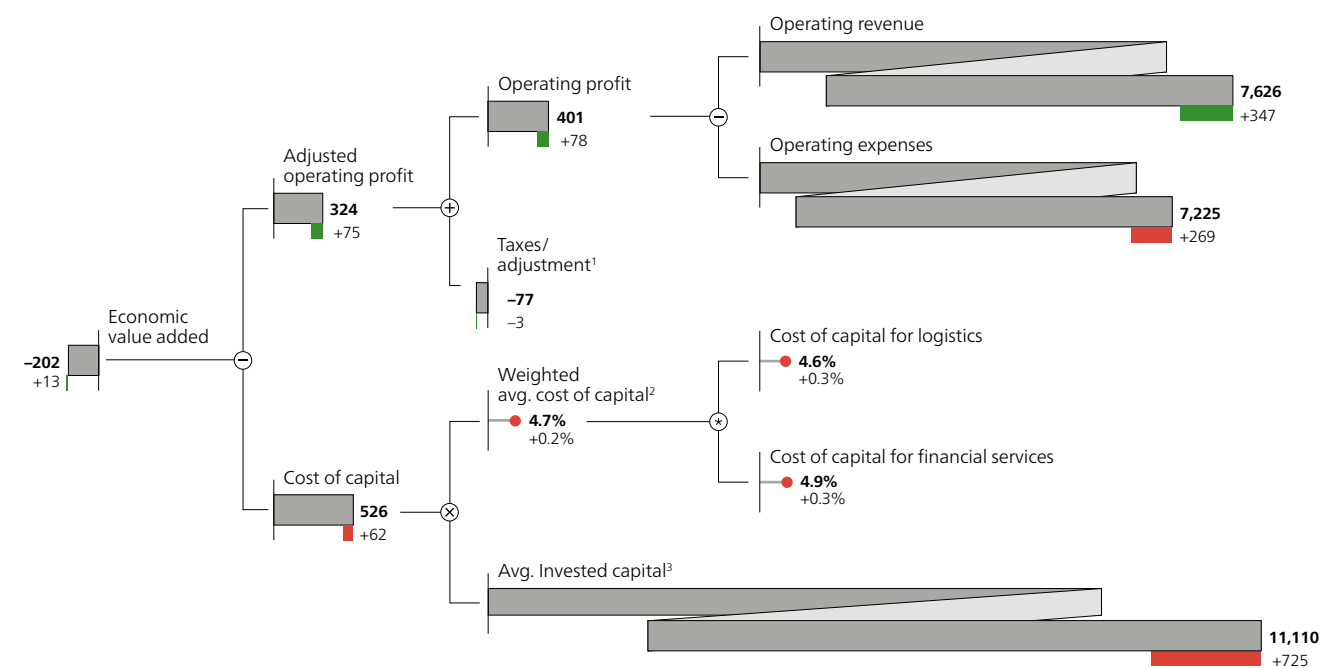 Operating revenue
7,626
+347
Operating profit
401
+78
−
Operating expenses
7,225
+269
Adjusted
operating profit
324
+75
+
Taxes/
adjustment¹
–77
–3
Economic
value added
–202
+13
−
Cost of capital for logistics
4.6%
+0.3%
Weighted
avg. cost of capital²
4.7%
+0.2%
*
Cost of capital for financial services
4.9%
+0.3%
Cost of capital
526
+62
×
Avg. Invested capital³
11,110
+725